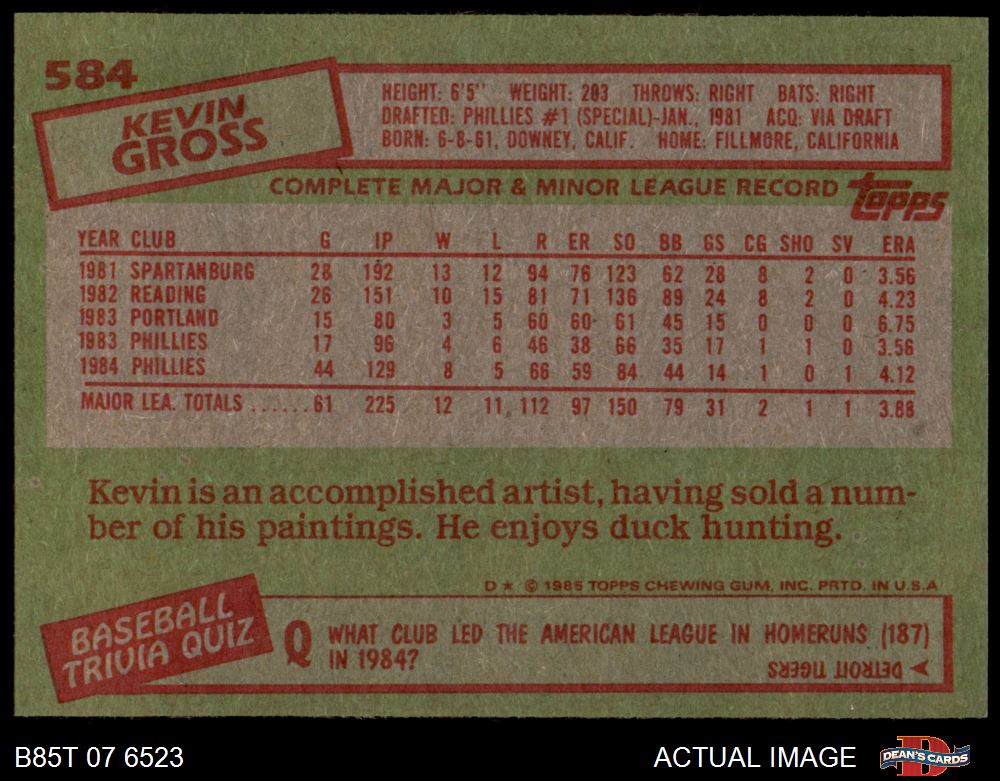 584
KEVIN
GROSS
HEIGHT: 6'5" WEIGHT: 203 THROWS: RIGHT BATS: RIGHT
DRAFTED: PHILLIES #1 (SPECIAL)-JAN., 1981 ACQ: VIA DRAFT
BORN: 6-8-61, DOWNEY, CALIF. HOME: FILLMORE, CALIFORNIA
COMPLETE MAJOR & MINOR LEAGUE RECORD topps
YEAR CLUB G IP W L R ER SO BB GS CG SHO SV ERA
1981 SPARTANBURG 28 192 13 12 94 76 123 62 28 8 2 0 3.56
1982 READING 26 151 10 15 81 71 136 89 24 8 2 0 4.23
1983 PORTLAND 15 80 3 5 60 60 61 45 15 0 0 0 6.75
1983 PHILLIES 17 96 4 6 46 38 66 35 17 1 1 0 3.56
1984 PHILLIES 44 129 8 5 66 59 84 44 14 1 0 1 4.12
MAJOR LEA. TOTALS ......61 225 12 11 112 97 150 79 31 2 1 1 3.88
Kevin is an accomplished artist, having sold a num-
ber of his paintings. He enjoys duck hunting.
D★ © 1985 TOPPS CHEWING GUM, INC. PRTD. IN U.S.A
BASEBALL
TRIVIA QUIZ
Q WHAT CLUB LED THE AMERICAN LEAGUE IN HOMERUNS (187)
IN 1984?
DETROIT TIGERS
B85T 07 6523 ACTUAL IMAGE DEAN'S CARDS